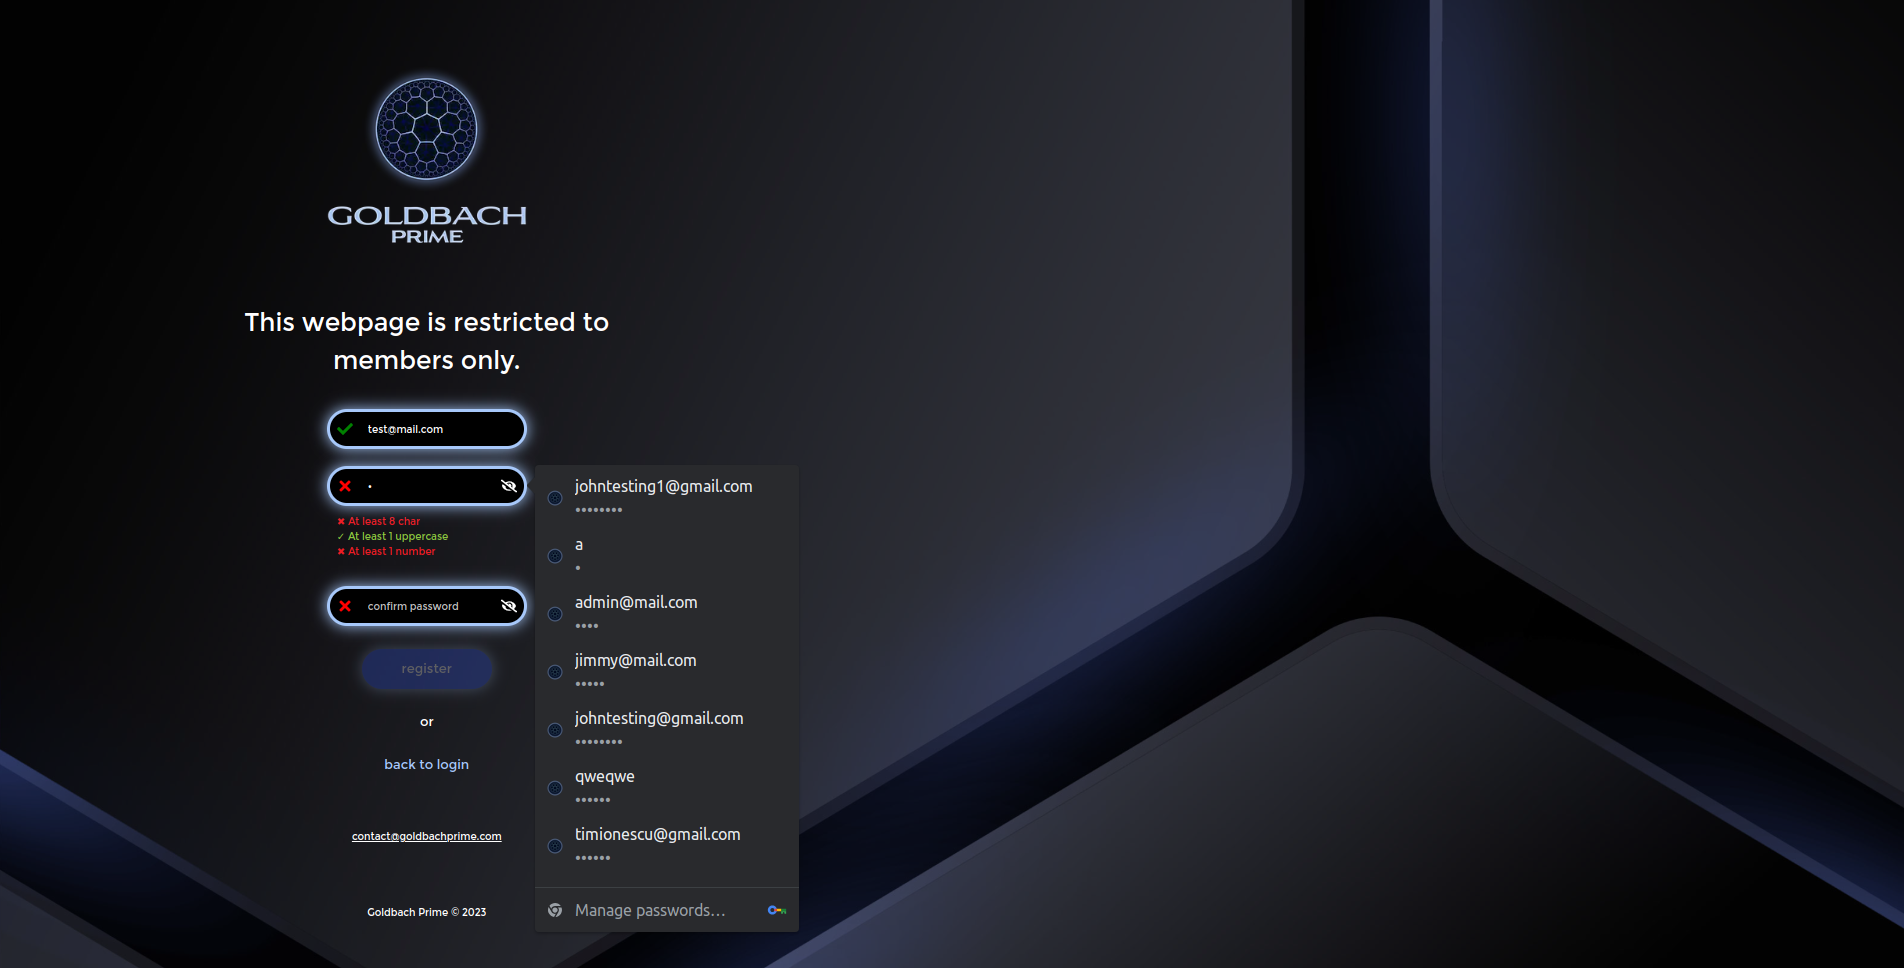 GOLDBACH
PRIME
This webpage is restricted to
members only.
test@mail.com
•
✖ At least 8 char
✓ At least 1 uppercase
✖ At least 1 number
confirm password
register
or
back to login
contact@goldbachprime.com
Goldbach Prime © 2023
johntesting1@gmail.com
••••••••
a
•
admin@mail.com
••••
jimmy@mail.com
•••••
johntesting@gmail.com
••••••••
qweqwe
••••••
timionescu@gmail.com
••••••
Manage passwords...